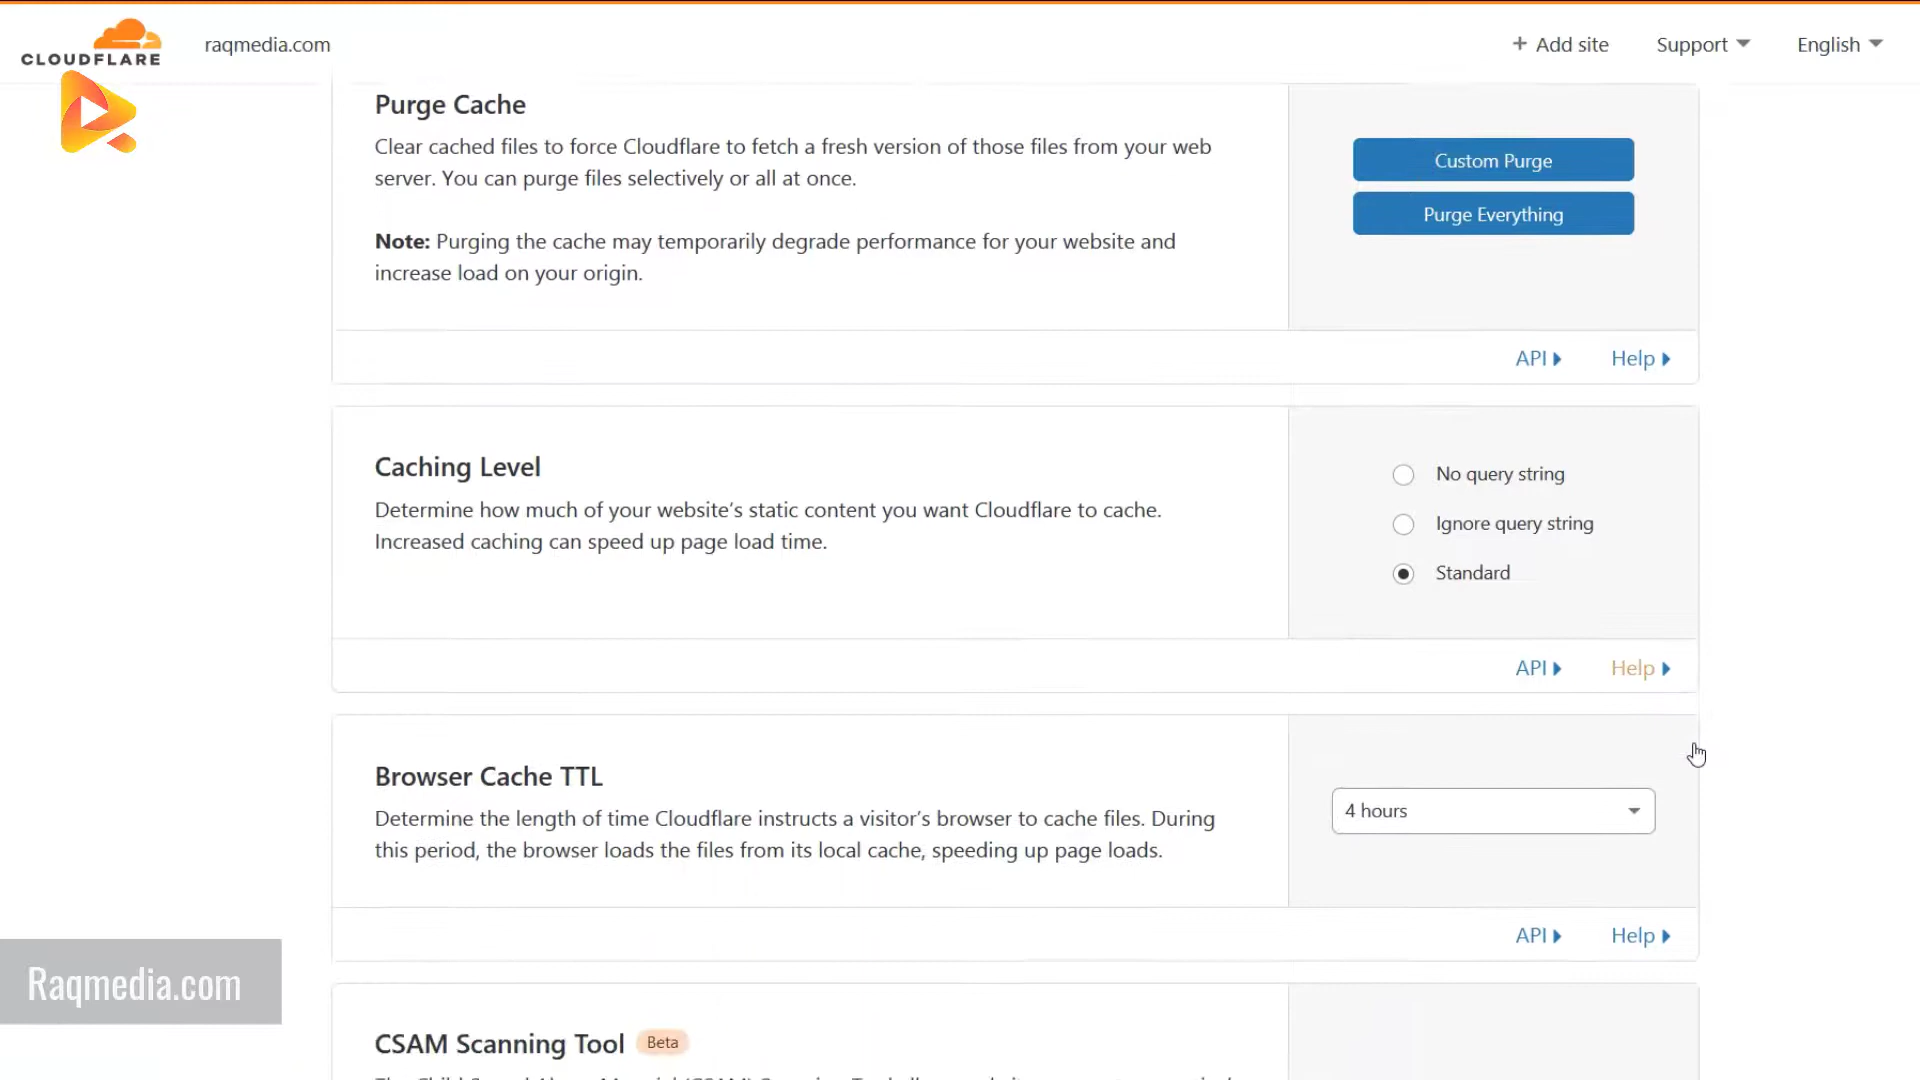 CLOUDFLARE
raqmedia.com
+ Add site
Support
English
Purge Cache
Clear cached files to force Cloudflare to fetch a fresh version of those files from your web
server. You can purge files selectively or all at once.
Note: Purging the cache may temporarily degrade performance for your website and
increase load on your origin.
Custom Purge
Purge Everything
API
Help
Caching Level
Determine how much of your website’s static content you want Cloudflare to cache.
Increased caching can speed up page load time.
No query string
Ignore query string
Standard
API
Help
Browser Cache TTL
Determine the length of time Cloudflare instructs a visitor’s browser to cache files. During
this period, the browser loads the files from its local cache, speeding up page loads.
4 hours
API
Help
Raqmedia.com
CSAM Scanning Tool Beta